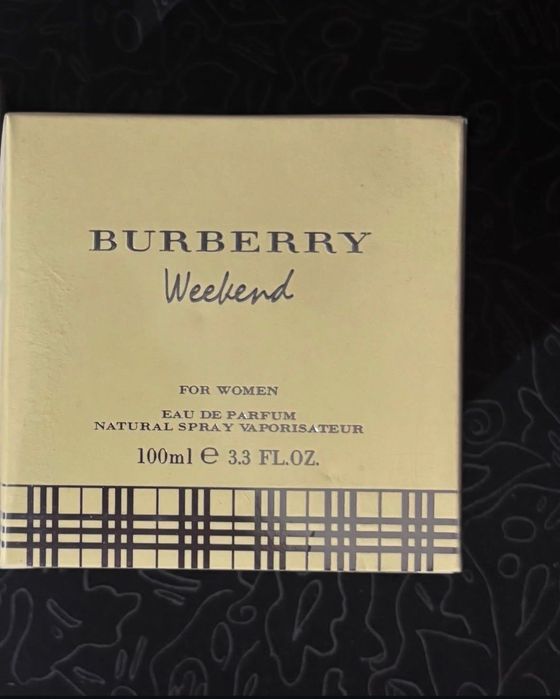 BURBERRY
Weekend
FOR WOMEN
EAU DE PARFUM
NATURAL SPRAY VAPORISATEUR
100ml ℮ 3.3 FL.OZ.